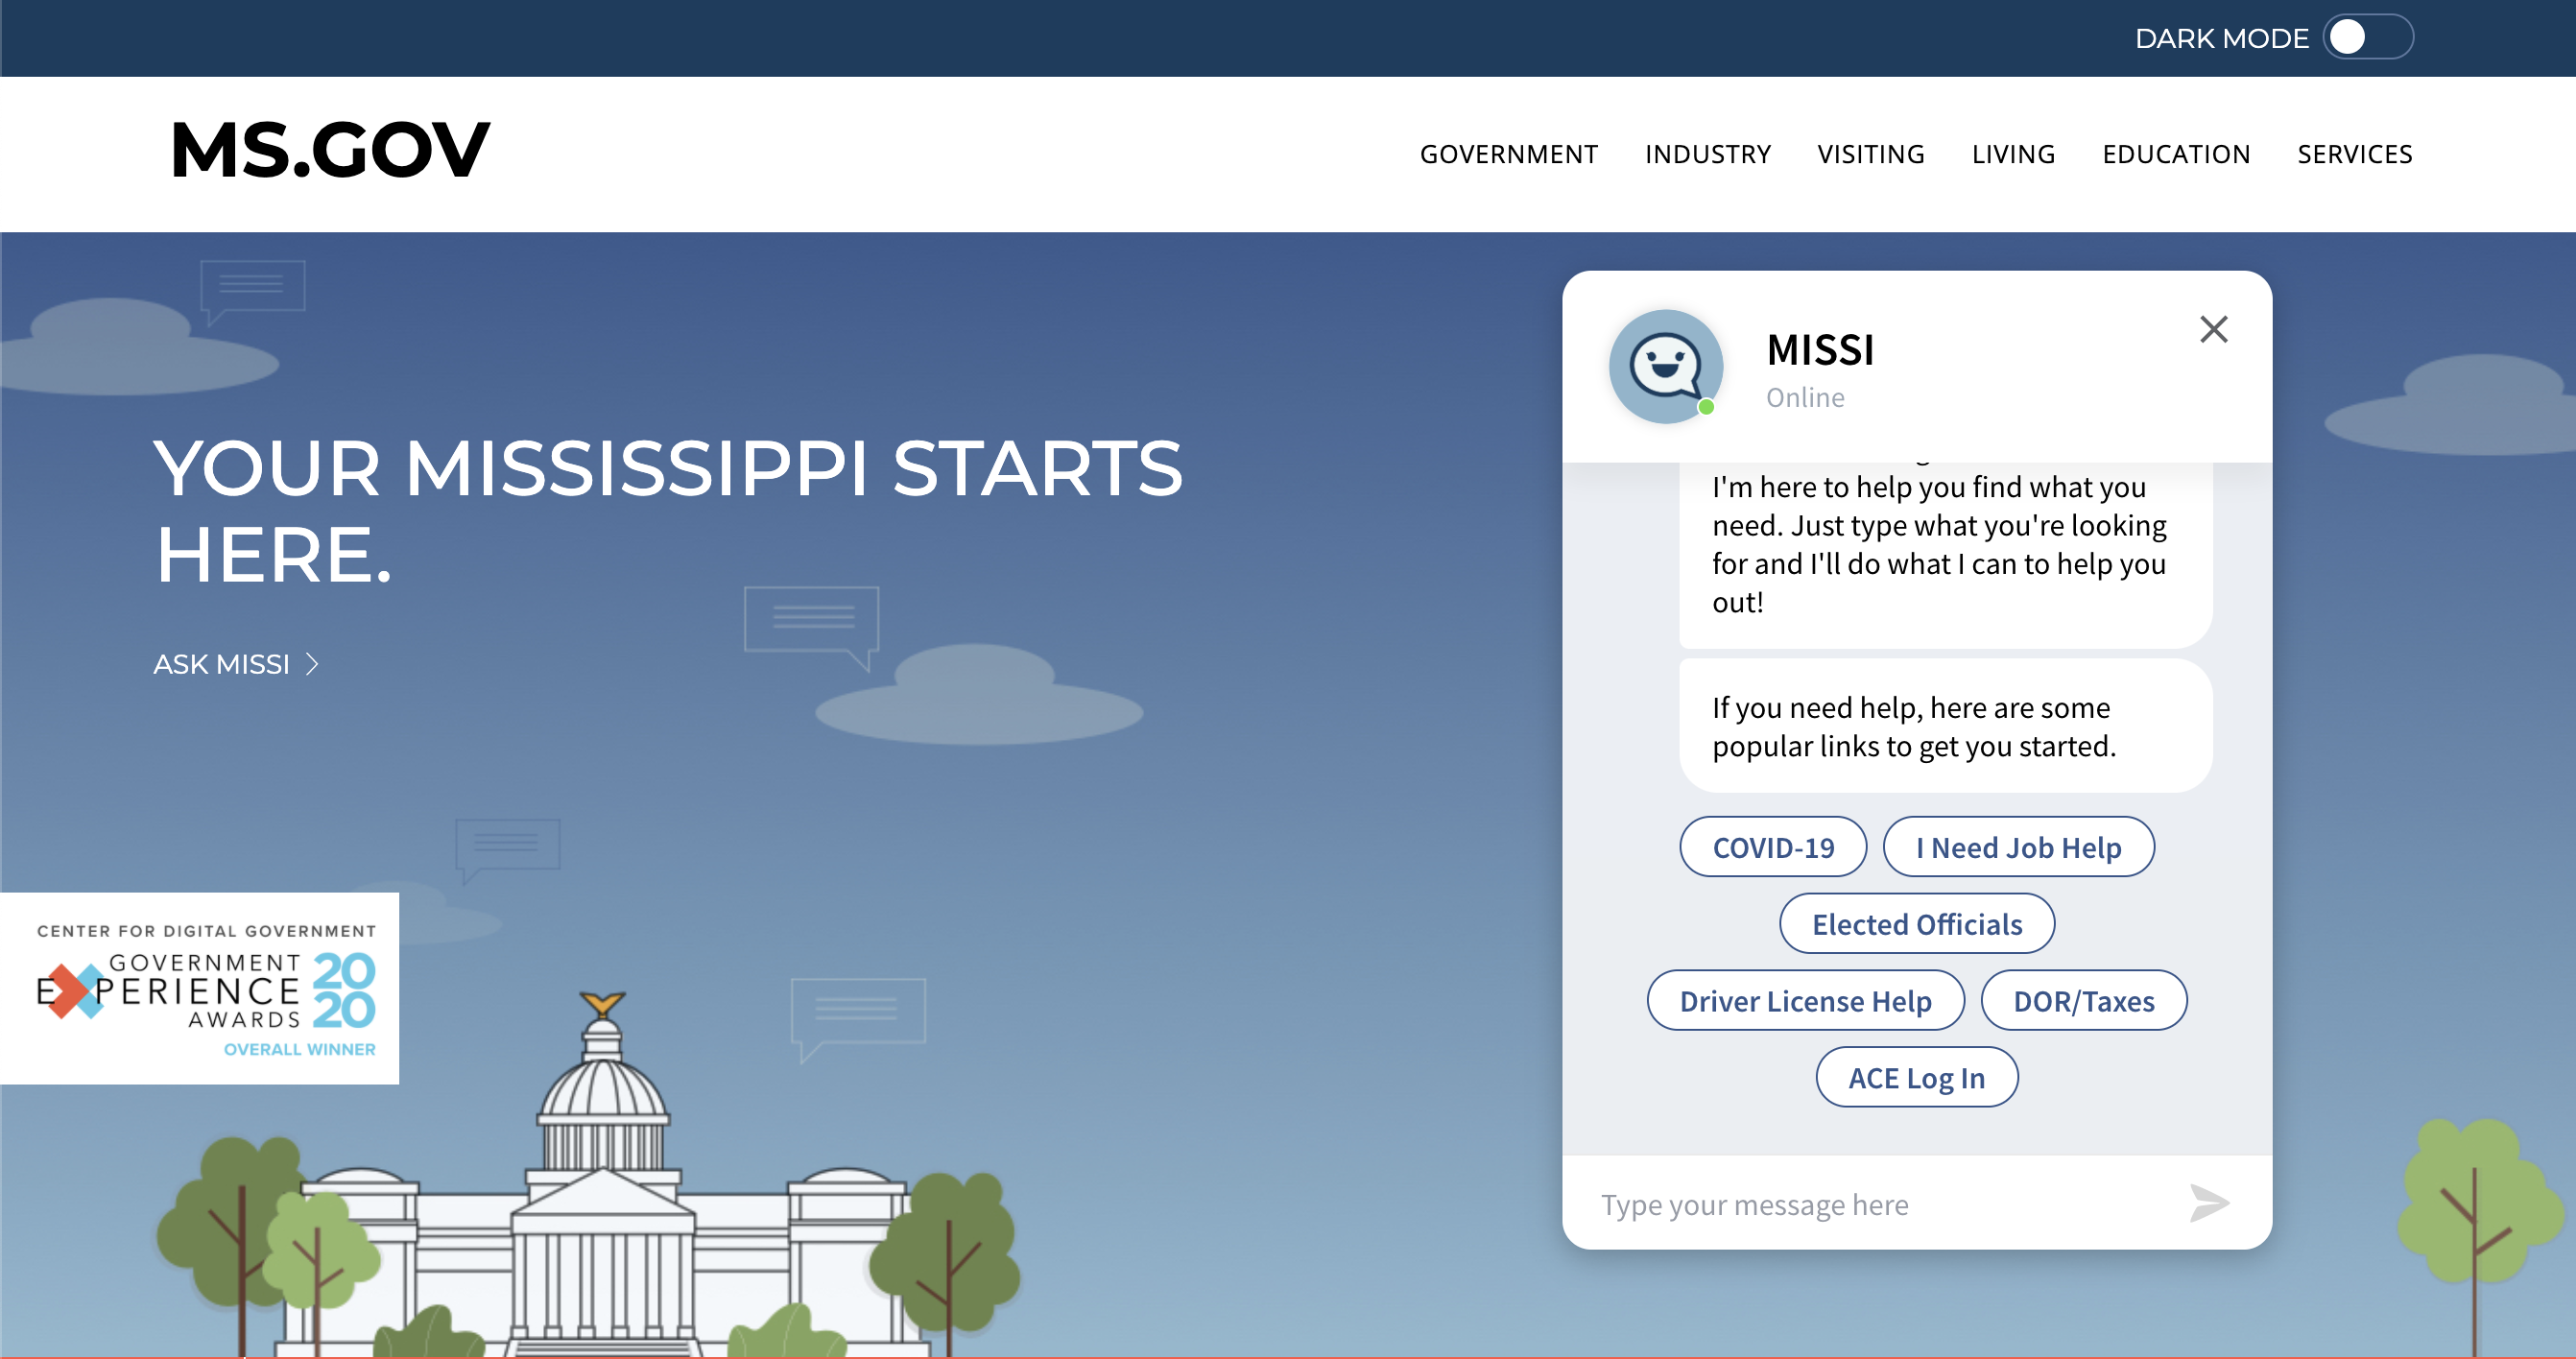 DARK MODE
MS.GOV
GOVERNMENT INDUSTRY VISITING LIVING EDUCATION SERVICES
YOUR MISSISSIPPI STARTS
HERE.
ASK MISSI
CENTER FOR DIGITAL GOVERNMENT
GOVERNMENT
EXPERIENCE
AWARDS
2020
OVERALL WINNER
MISSI
Online
I'm here to help you find what you
need. Just type what you're looking
for and I'll do what I can to help you
out!
If you need help, here are some
popular links to get you started.
COVID-19 I Need Job Help
Elected Officials
Driver License Help DOR/Taxes
ACE Log In
Type your message here